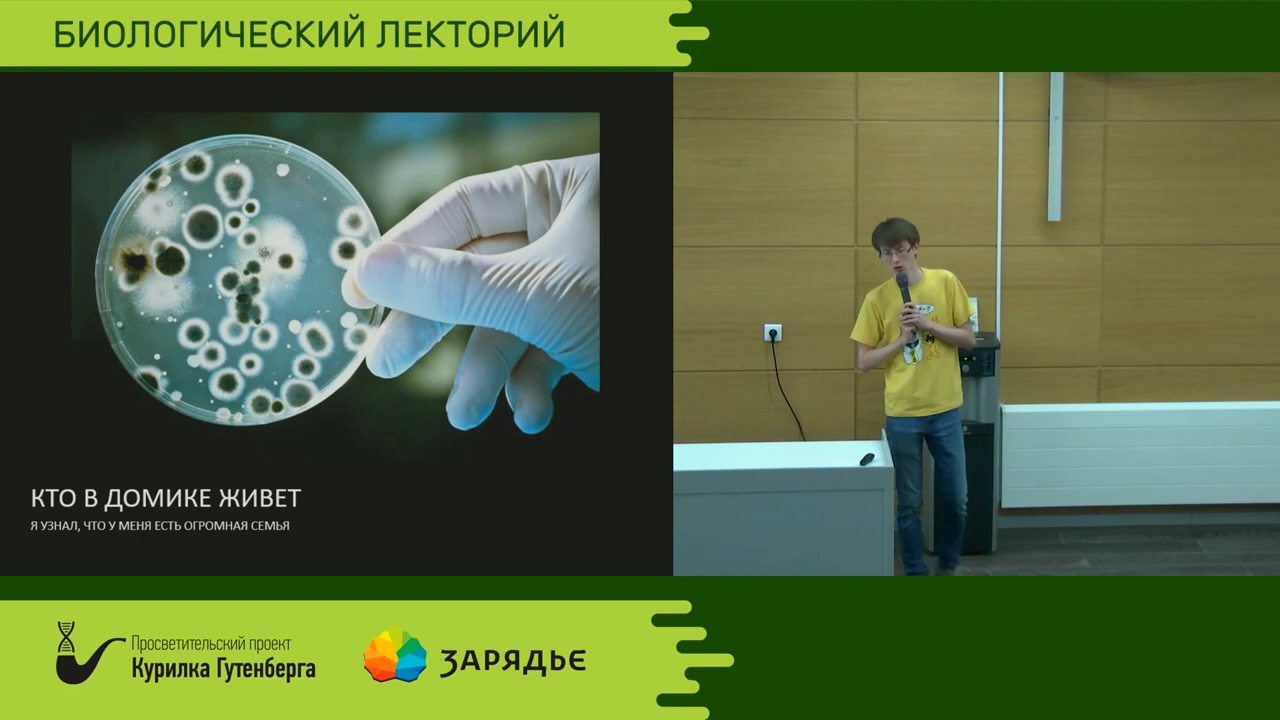 БИОЛОГИЧЕСКИЙ ЛЕКТОРИЙ
КТО В ДОМИКЕ ЖИВЕТ
Я УЗНАЛ, ЧТО У МЕНЯ ЕСТЬ ОГРОМНАЯ СЕМЬЯ
Просветительский проект
Курилка Гутенберга
ЗАРЯДЬЕ